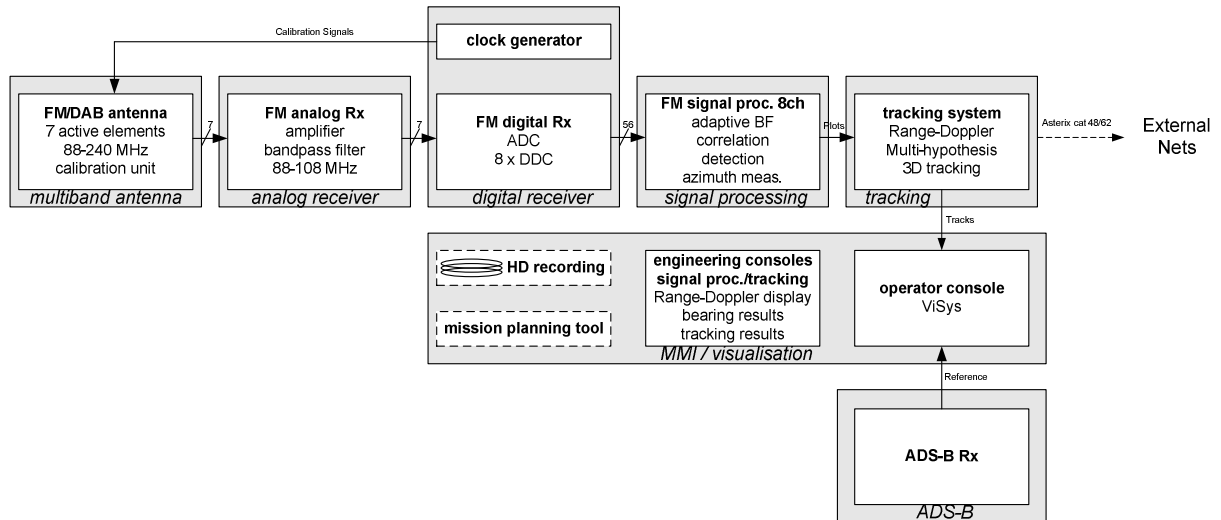 Calibration Signals
clock generator
FM/DAB antenna
7 active elements
88-240 MHz
calibration unit
multiband antenna
7
FM analog Rx
amplifier
bandpass filter
88-108 MHz
analog receiver
7
FM digital Rx
ADC
8 x DDC
digital receiver
56
FM signal proc. 8ch
adaptive BF
correlation
detection
azimuth meas.
signal processing
Plots
tracking system
Range-Doppler
Multi-hypothesis
3D tracking
tracking
Asterix cat 48/62
External
Nets
Tracks
HD recording
mission planning tool
engineering consoles
signal proc./tracking
Range-Doppler display
bearing results
tracking results
MMI / visualisation
operator console
ViSys
Reference
ADS-B Rx
ADS-B